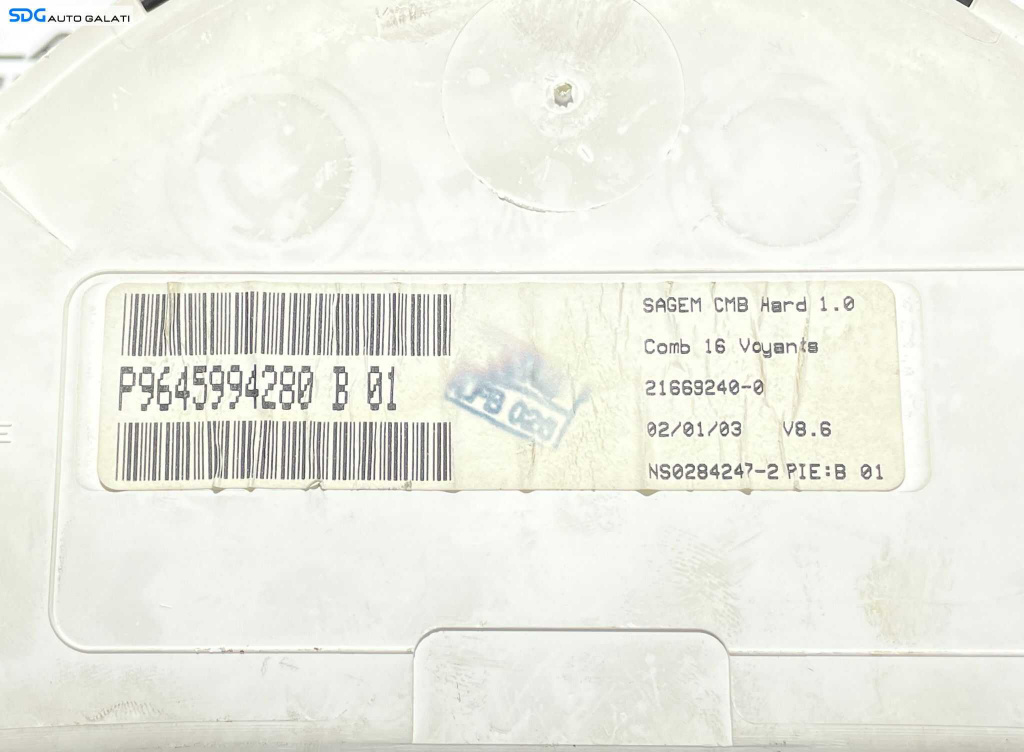 SDG AUTO GALATI
P9645994280 B 01
SAGEM CMB Hard 1.0
Comb 16 Voyants
21669240-0
02/01/03 V8.6
NS0284247-2 PIE:B 01